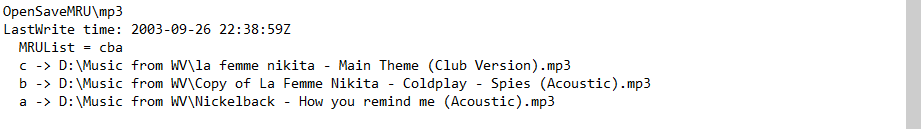 OpenSaveMRU\mp3
LastWrite time: 2003-09-26 22:38:59Z
MRUList = cba
c -> D:\Music from WV\la femme nikita - Main Theme (Club Version).mp3
b -> D:\Music from WV\Copy of La Femme Nikita - Coldplay - Spies (Acoustic).mp3
a -> D:\Music from WV\Nickelback - How you remind me (Acoustic).mp3